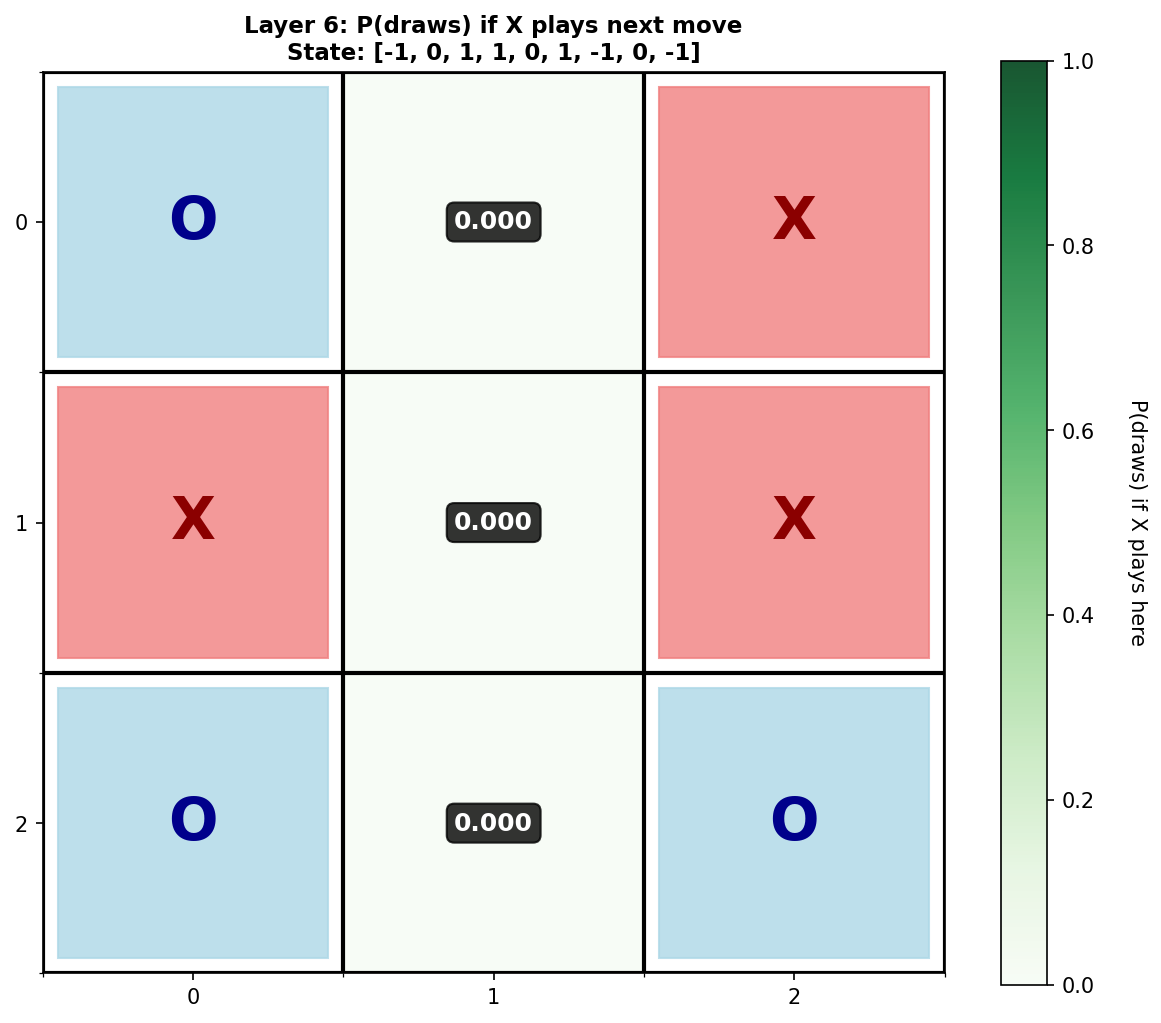 Layer 6: P(draws) if X plays next move
State: [-1, 0, 1, 1, 0, 1, -1, 0, -1]
1.0
0.8
0.6
0.4
0.2
0.0
P(draws) if X plays here
0
O
0.000
X
1
X
0.000
X
2
O
0.000
O
0
1
2